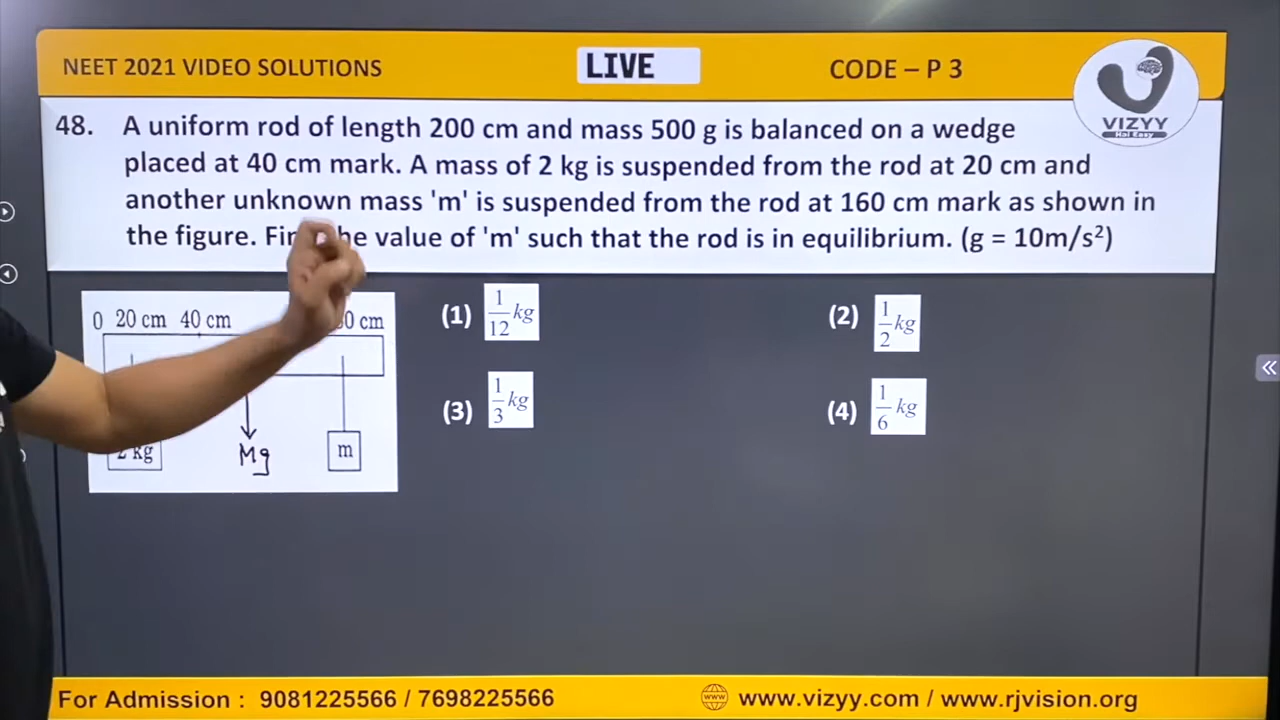 NEET 2021 VIDEO SOLUTIONS LIVE CODE – P 3
VIZYY
Hai Easy
48. A uniform rod of length 200 cm and mass 500 g is balanced on a wedge
placed at 40 cm mark. A mass of 2 kg is suspended from the rod at 20 cm and
another unknown mass 'm' is suspended from the rod at 160 cm mark as shown in
the figure. value of 'm' such that the rod is in equilibrium. (g = 10m/s²)
0 20 cm 40 cm cm
kg
Mg
m
(1) 1/12 kg
(2) 1/2 kg
(3) 1/3 kg
(4) 1/6 kg
For Admission : 9081225566 / 7698225566 www www.vizyy.com / www.rjvision.org